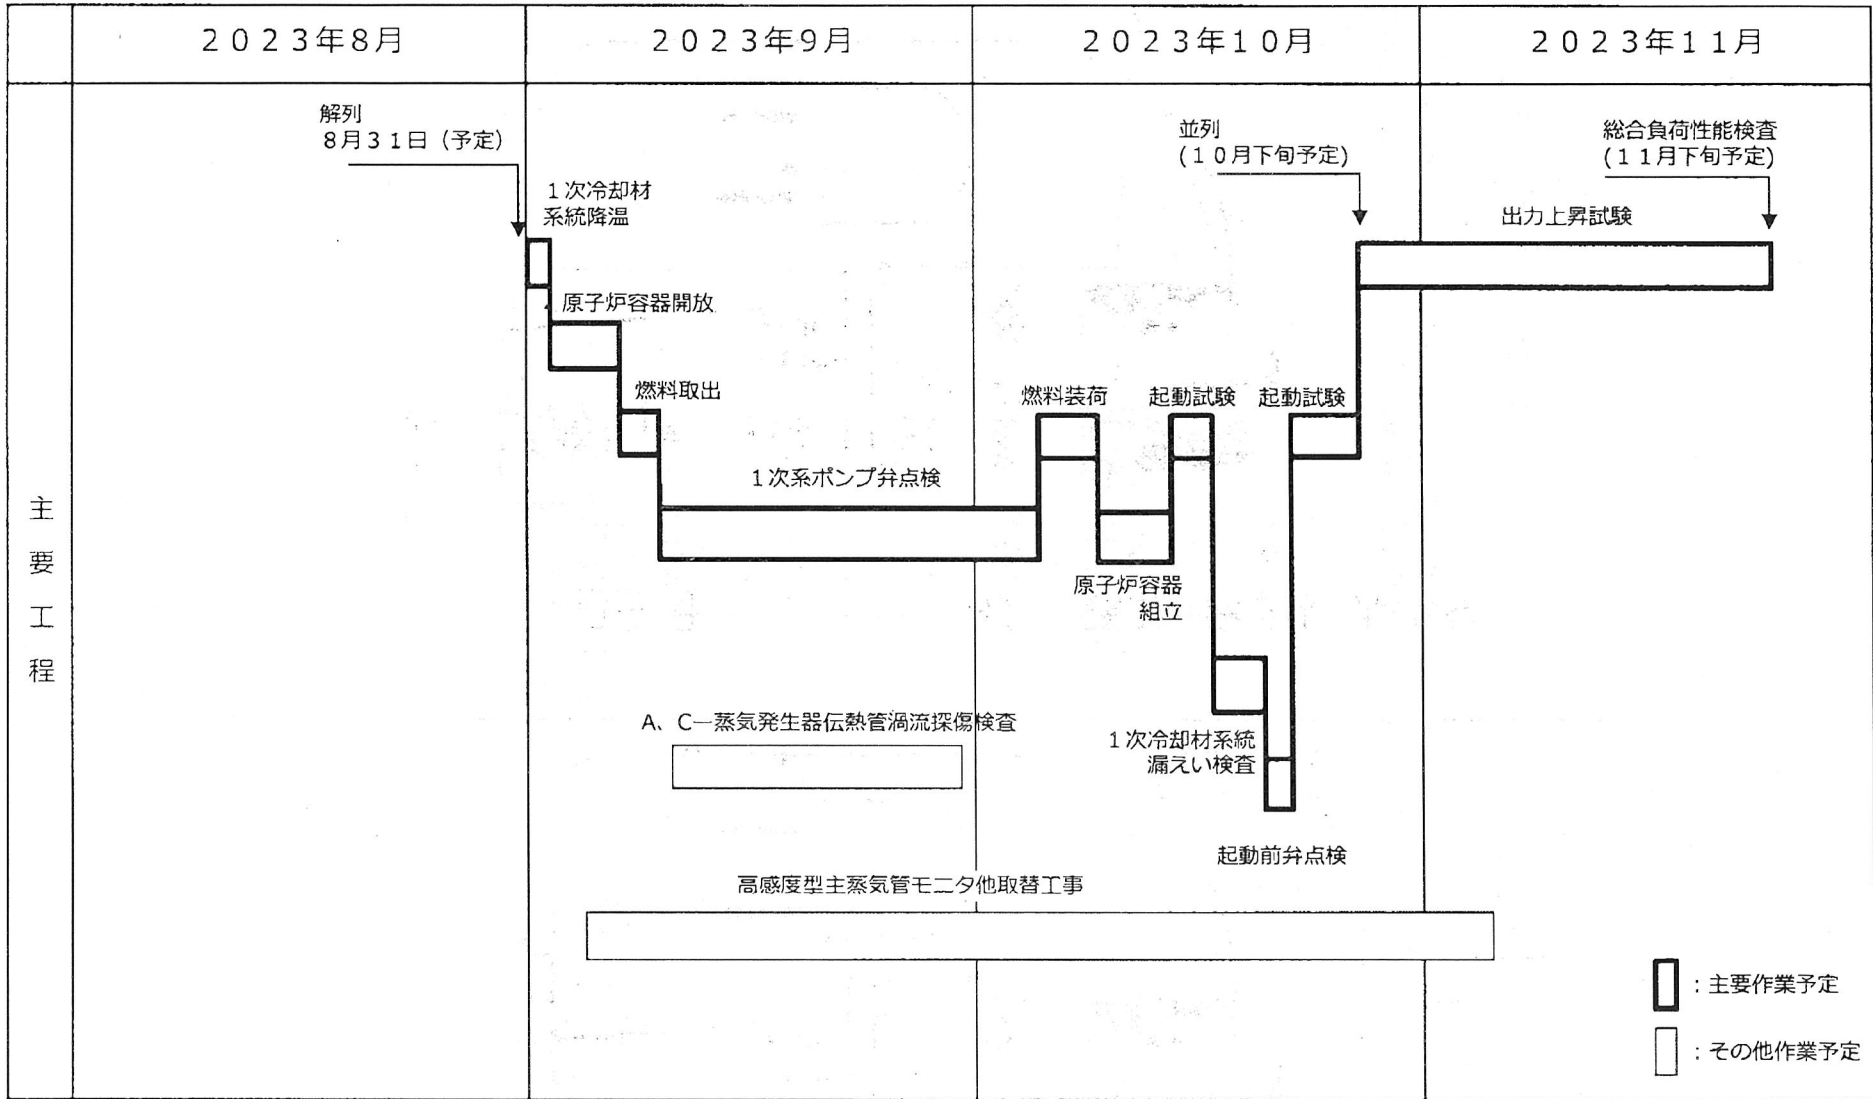 ２０２３年８月
２０２３年９月
２０２３年１０月
２０２３年１１月
主要工程
解列
８月３１日（予定）
１次冷却材
系統降温
原子炉容器開放
燃料取出
１次系ポンプ弁点検
燃料装荷
原子炉容器
組立
起動試験
１次冷却材系統
漏えい検査
起動前弁点検
起動試験
並列
(１０月下旬予定)
出力上昇試験
総合負荷性能検査
(１１月下旬予定)
A、C－蒸気発生器伝熱管渦流探傷検査
高感度型主蒸気管モニタ他取替工事
：主要作業予定
：その他作業予定